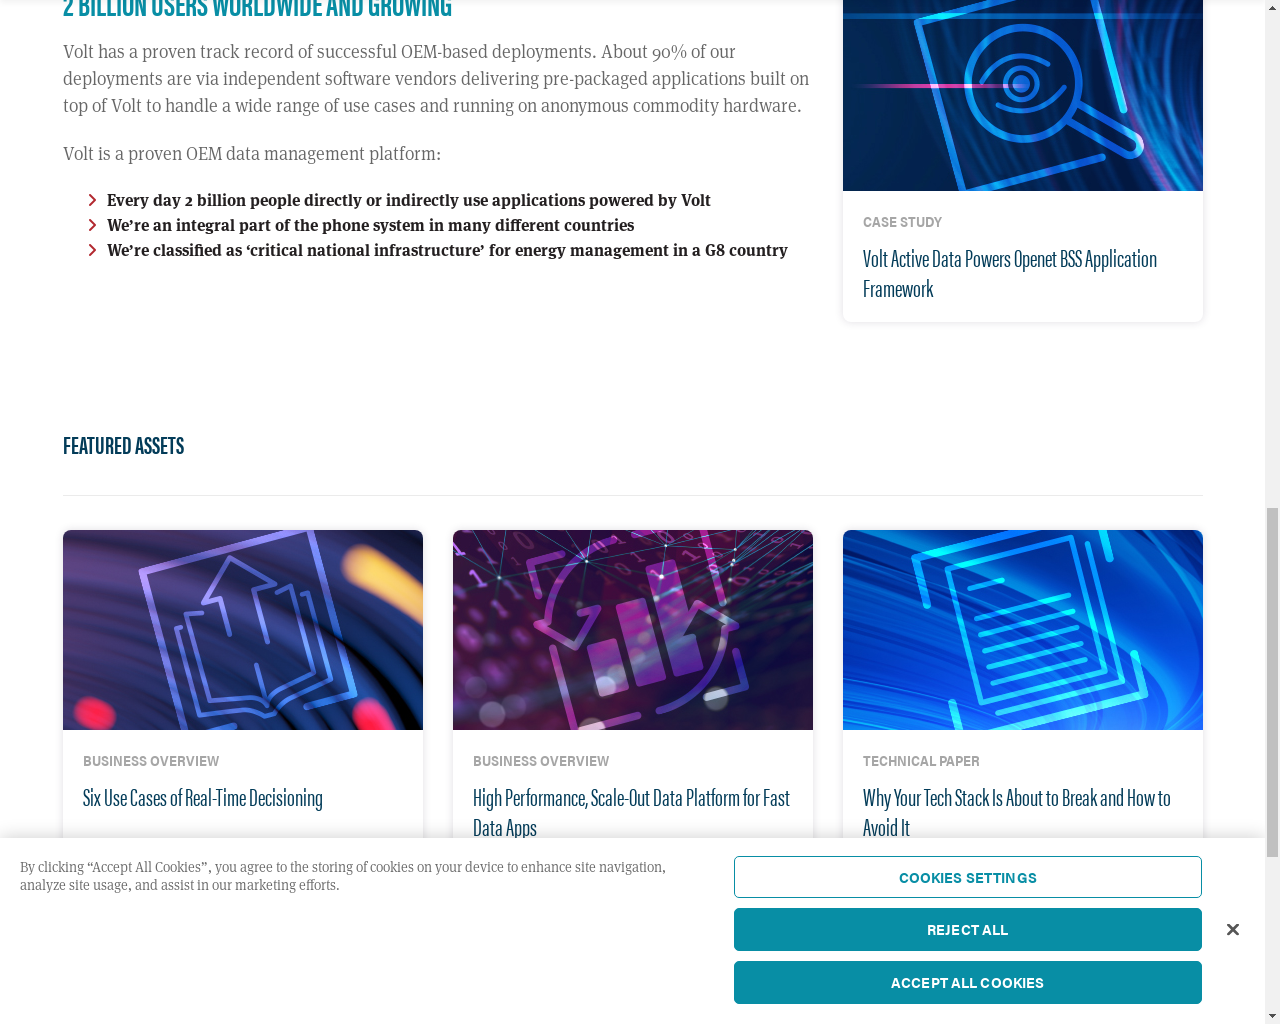 2 BILLION USERS WORLDWIDE AND GROWING
Volt has a proven track record of successful OEM-based deployments. About 90% of our
deployments are via independent software vendors delivering pre-packaged applications built on
top of Volt to handle a wide range of use cases and running on anonymous commodity hardware.
Volt is a proven OEM data management platform:
Every day 2 billion people directly or indirectly use applications powered by Volt
We’re an integral part of the phone system in many different countries
We’re classified as ‘critical national infrastructure’ for energy management in a G8 country
CASE STUDY
Volt Active Data Powers Openet BSS Application
Framework
FEATURED ASSETS
BUSINESS OVERVIEW
Six Use Cases of Real-Time Decisioning
BUSINESS OVERVIEW
High Performance, Scale-Out Data Platform for Fast
Data Apps
TECHNICAL PAPER
Why Your Tech Stack Is About to Break and How to
Avoid It
By clicking “Accept All Cookies”, you agree to the storing of cookies on your device to enhance site navigation,
analyze site usage, and assist in our marketing efforts.
COOKIES SETTINGS
REJECT ALL
ACCEPT ALL COOKIES